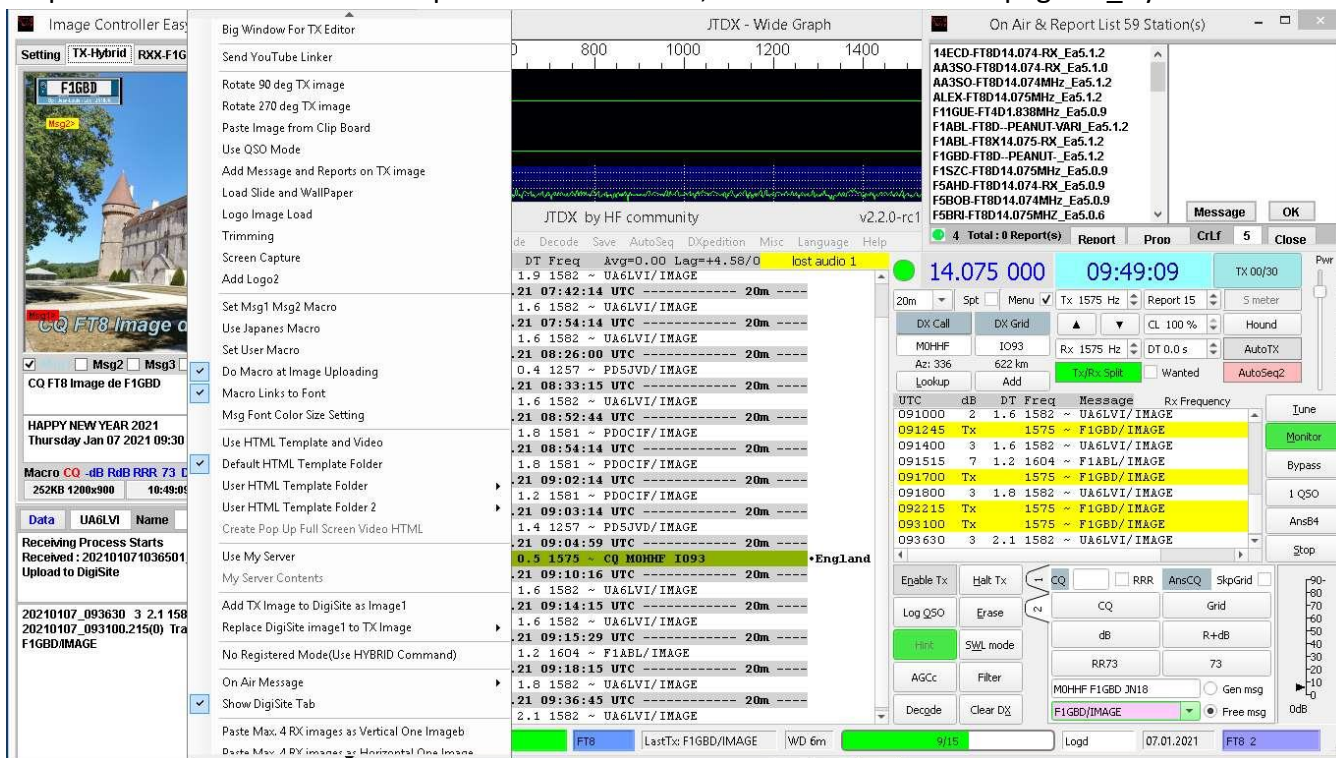 Image Controller Eas
Setting TX-Hybrid RXX-F1G
F1GBD
Msg2>
Msg1>
CQ FT8 Image d
Msg2 Msg3
CQ FT8 Image de F1GBD
HAPPY NEW YEAR 2021
Thursday Jan 07 2021 09:30
Macro CQ -dB RdB RRR 73 D
252KB 1200x900 10:49:09
Data UA6LVI Name
Receiving Process Starts
Received : 202101071036501,
Upload to DigiSite
20210107_093630 3 2.1 158
20210107_093100.215(0) Tra
F1GBD/IMAGE
Big Window For TX Editor
Send YouTube Linker
Rotate 90 deg TX image
Rotate 270 deg TX image
Paste Image from Clip Board
Use QSO Mode
Add Message and Reports on TX image
Load Slide and WallPaper
Logo Image Load
Trimming
Screen Capture
Add Logo2
Set Msg1 Msg2 Macro
Use Japanes Macro
Set User Macro
Do Macro at Image Uploading
Macro Links to Font
Msg Font Color Size Setting
Use HTML Template and Video
Default HTML Template Folder
User HTML Template Folder
User HTML Template Folder 2
Create Pop Up Full Screen Video HTML
Use My Server
My Server Contents
Add TX Image to DigiSite as Image1
Replace DigiSite image1 to TX Image
No Registered Mode(Use HYBRID Command)
On Air Message
Show DigiSite Tab
Paste Max. 4 RX images as Vertical One Imageb
Paste Max. 4 RX images as Horizontal One Image
JTDX - Wide Graph
800 1000 1200 1400
JTDX by HF community v2.2.0-rc1
de Decode Save AutoSeq DXpedition Misc Language Help
DT Freq Avg=0.00 Lag=+4.58/0 lost audio 1
1.9 1582 ~ UA6LVI/IMAGE
.21 07:42:14 UTC ------------ 20m ----
1.6 1582 ~ UA6LVI/IMAGE
.21 07:54:14 UTC ------------ 20m ----
1.6 1582 ~ UA6LVI/IMAGE
.21 08:26:00 UTC ------------ 20m ----
0.4 1257 ~ PD5JVD/IMAGE
.21 08:33:15 UTC ------------ 20m ----
1.6 1582 ~ UA6LVI/IMAGE
.21 08:52:44 UTC ------------ 20m ----
1.8 1581 ~ PDOCIF/IMAGE
.21 08:54:14 UTC ------------ 20m ----
1.8 1581 ~ PDOCIF/IMAGE
.21 09:02:14 UTC ------------ 20m ----
1.2 1581 ~ PDOCIF/IMAGE
.21 09:03:14 UTC ------------ 20m ----
1.4 1257 ~ PD5JVD/IMAGE
.21 09:04:59 UTC ------------ 20m ----
0.5 1575 ~ CQ M0HHF IO93 •England
.21 09:10:16 UTC ------------ 20m ----
1.6 1582 ~ UA6LVI/IMAGE
.21 09:14:15 UTC ------------ 20m ----
1.6 1582 ~ UA6LVI/IMAGE
.21 09:15:29 UTC ------------ 20m ----
1.2 1604 ~ F1ABL/IMAGE
.21 09:18:15 UTC ------------ 20m ----
1.8 1582 ~ UA6LVI/IMAGE
.21 09:36:45 UTC ------------ 20m ----
2.1 1582 ~ UA6LVI/IMAGE
FT8 LastTx: F1GBD/IMAGE WD 6m 9/15 Logd 07.01.2021 FT8 2
On Air & Report List 59 Station(s)
14ECD-FT8D14.074-RX_Ea5.1.2
AA3SO-FT8D14.074-RX_Ea5.1.0
AA3SO-FT8D14.074MHz_Ea5.1.2
ALEX-FT8D14.075MHz_Ea5.1.2
F11GUE-FT4D1.838MHz_Ea5.0.9
F1ABL-FT8D--PEANUT-VARI_Ea5.1.2
F1ABL-FT8X14.075-RX_Ea5.1.2
F1GBD-FT8D--PEANUT-_Ea5.1.2
F1SZC-FT8D14.075MHz_Ea5.0.9
F5AHD-FT8D14.074-RX_Ea5.0.9
F5BOB-FT8D14.074MHz_Ea5.0.9
F5BRI-FT8D14.075MHZ_Ea5.0.6
Message OK
4 Total : 0 Report(s) Report Prop CrLf 5 Close
14.075 000 09:49:09 TX 00/30 Pwr
20m Spt Menu Tx 1575 Hz Report 15 S meter
DX Call DX Grid CL 100 % Hound
M0HHF IO93 Rx 1575 Hz DT 0.0 s AutoTX
Az: 336 622 km Tx/Rx Split Wanted AutoSeq2
Lookup Add
UTC dB DT Freq Message Rx Frequency
091000 2 1.6 1582 ~ UA6LVI/IMAGE
091245 Tx 1575 ~ F1GBD/IMAGE
091400 3 1.6 1582 ~ UA6LVI/IMAGE
091515 7 1.2 1604 ~ F1ABL/IMAGE
091700 Tx 1575 ~ F1GBD/IMAGE
091800 3 1.8 1582 ~ UA6LVI/IMAGE
092215 Tx 1575 ~ F1GBD/IMAGE
093100 Tx 1575 ~ F1GBD/IMAGE
093630 3 2.1 1582 ~ UA6LVI/IMAGE
Tune
Monitor
Bypass
1 QSO
AnsB4
Stop
Enable Tx Halt Tx 1 CQ RRR AnsCQ SkpGrid
Log QSO Erase 2 CQ Grid
Hint SWL mode dB R+dB
AGCc Filter RR73 73
M0HHF F1GBD JN18 Gen msg
Decode Clear DX F1GBD/IMAGE Free msg
-90-
-80
-70
-60
-50
-40
-30
-20
-10
-0
0dB